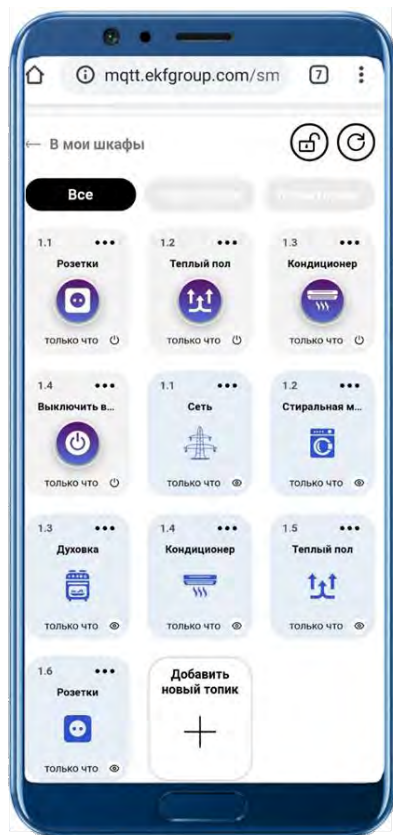 mqtt.ekfgroup.com/sm
7
← В мои шкафы
Все
1.1
Розетки
только что
1.2
Теплый пол
только что
1.3
Кондиционер
только что
1.4
Выключить в...
только что
1.1
Сеть
только что
1.2
Стиральная м...
только что
1.3
Духовка
только что
1.4
Кондиционер
только что
1.5
Теплый пол
только что
1.6
Розетки
только что
Добавить
новый топик